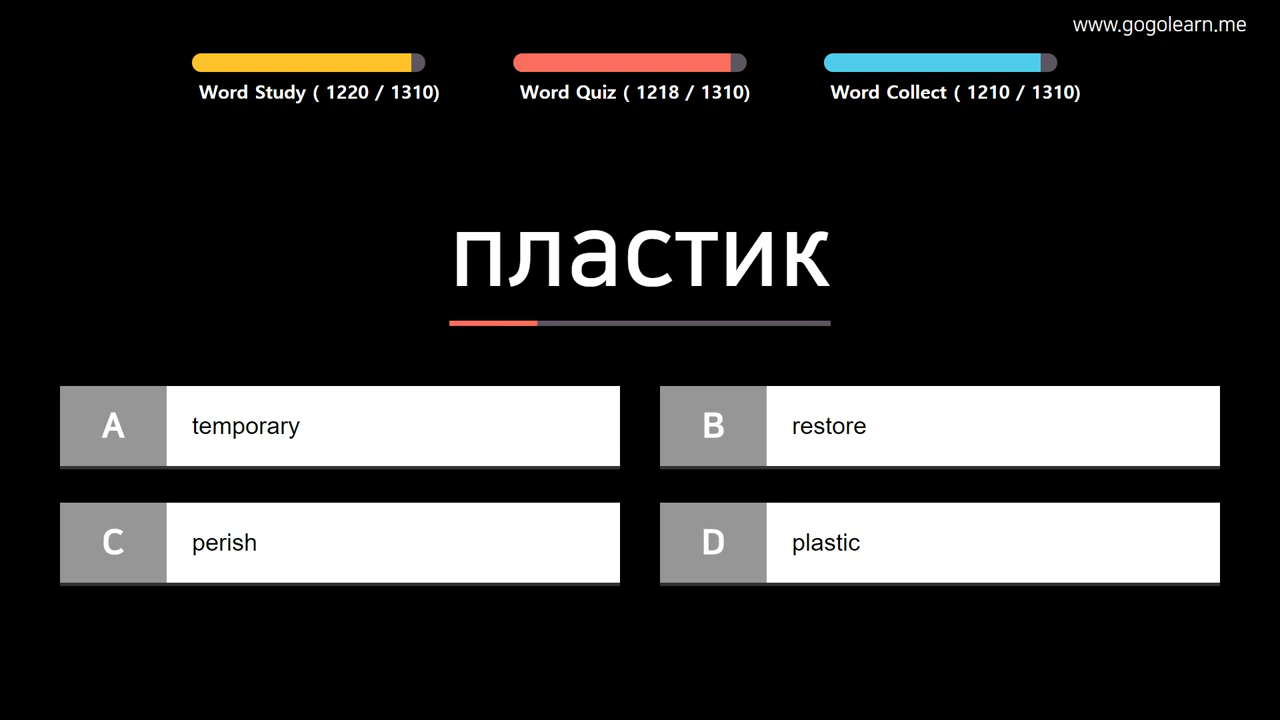 www.gogolearn.me
Word Study ( 1220 / 1310)
Word Quiz ( 1218 / 1310)
Word Collect ( 1210 / 1310)
пластик
A temporary
B restore
C perish
D plastic